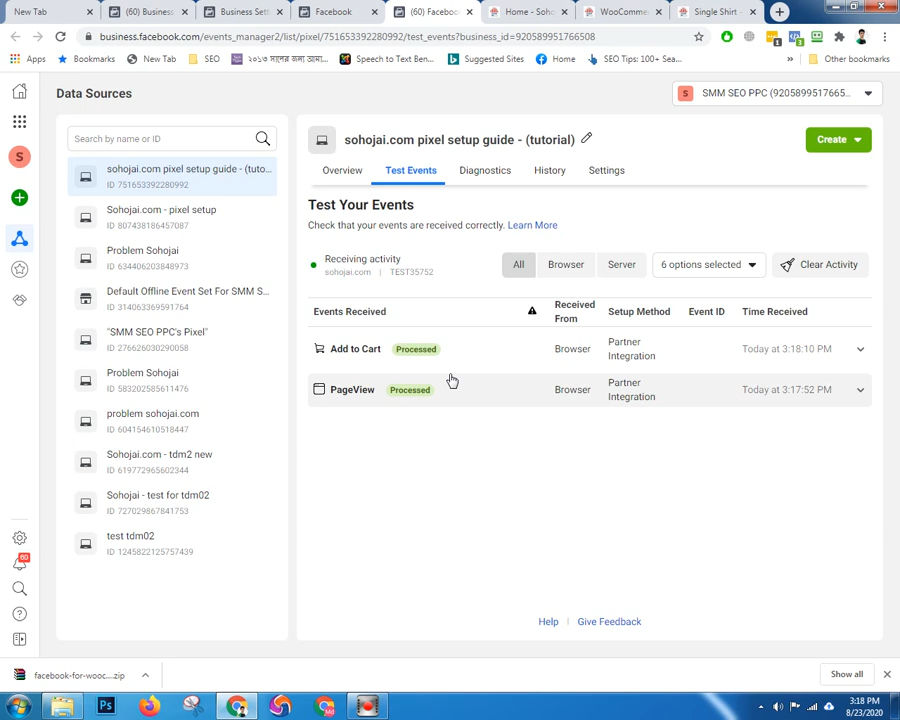 New Tab
(60) Business
Business Set
Facebook
(60) Faceboo
Home - Soho
WooCommer
Single Shirt -
business.facebook.com/events_manager2/list/pixel/751653392280992/test_events?business_id=920589951766508
Apps
Bookmarks
New Tab
SEO
২০১৩ সালের জন্য আমা...
Speech to Text Ben...
Suggested Sites
Home
SEO Tips: 100+ Sea...
»
Other bookmarks
Data Sources
S
SMM SEO PPC (9205899517665...
Search by name or ID
sohojai.com pixel setup guide - (tuto...
ID 751653392280992
Sohojai.com - pixel setup
ID 807438186457087
Problem Sohojai
ID 634406203848973
Default Offline Event Set For SMM S...
ID 314063369591764
"SMM SEO PPC's Pixel"
ID 276626030290058
Problem Sohojai
ID 583202585611476
problem sohojai.com
ID 604154610518447
Sohojai.com - tdm2 new
ID 619772965602344
Sohojai - test for tdm02
ID 727029867841753
test tdm02
ID 1245822125757439
S
60
sohojai.com pixel setup guide - (tutorial)
Create
Overview
Test Events
Diagnostics
History
Settings
Test Your Events
Check that your events are received correctly. Learn More
Receiving activity
sohojai.com | TEST35752
All
Browser
Server
6 options selected
Clear Activity
Events Received
Received From
Setup Method
Event ID
Time Received
Add to Cart
Processed
Browser
Partner Integration
Today at 3:18:10 PM
PageView
Processed
Browser
Partner Integration
Today at 3:17:52 PM
Help | Give Feedback
facebook-for-wooc....zip
Show all
3:18 PM
8/23/2020